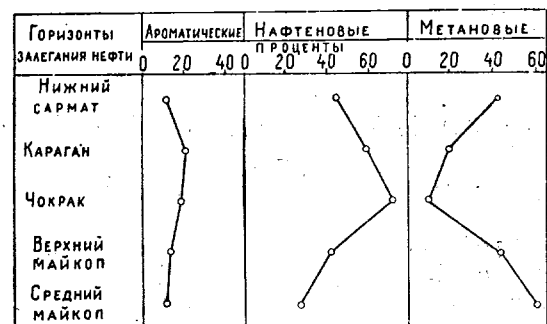 Горизонты залегания нефти
Ароматические
Нафтеновые
Метановые
проценты
0 20 40 0 20 40 60 0 20 40 60
Нижний
сармат
Караган
Чокрак
Верхний
майкоп
Средний
майкоп